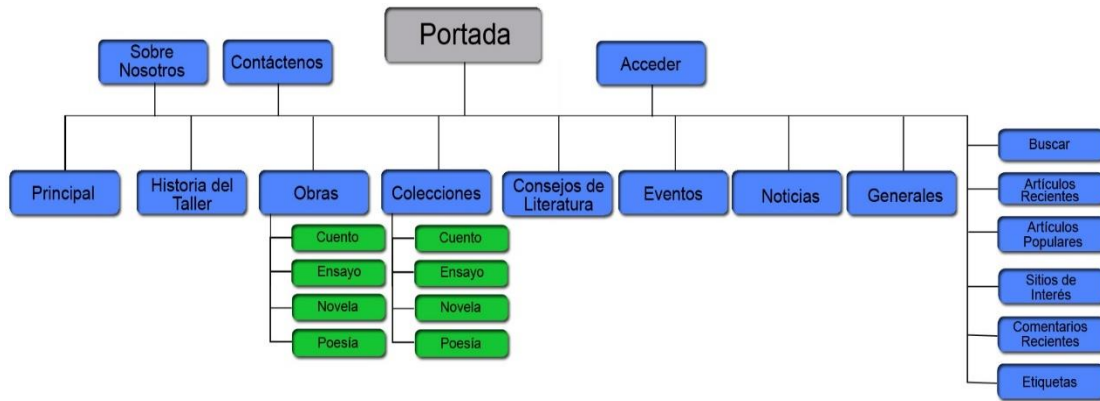 Portada
Sobre
Nosotros
Contáctenos
Acceder
Principal
Historia del
Taller
Obras
Colecciones
Consejos de
Literatura
Eventos
Noticias
Generales
Cuento
Ensayo
Novela
Poesía
Cuento
Ensayo
Novela
Poesía
Buscar
Artículos
Recientes
Artículos
Populares
Sitios de
Interés
Comentarios
Recientes
Etiquetas